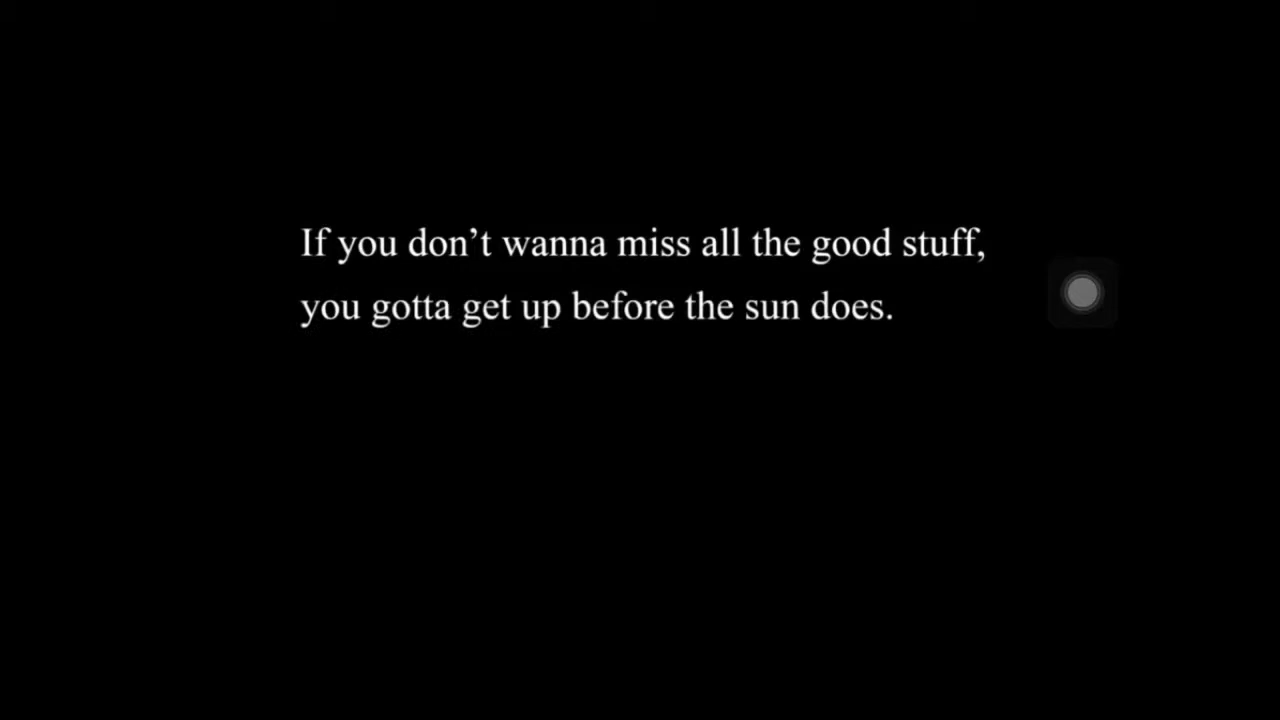 If you don’t wanna miss all the good stuff,
you gotta get up before the sun does.